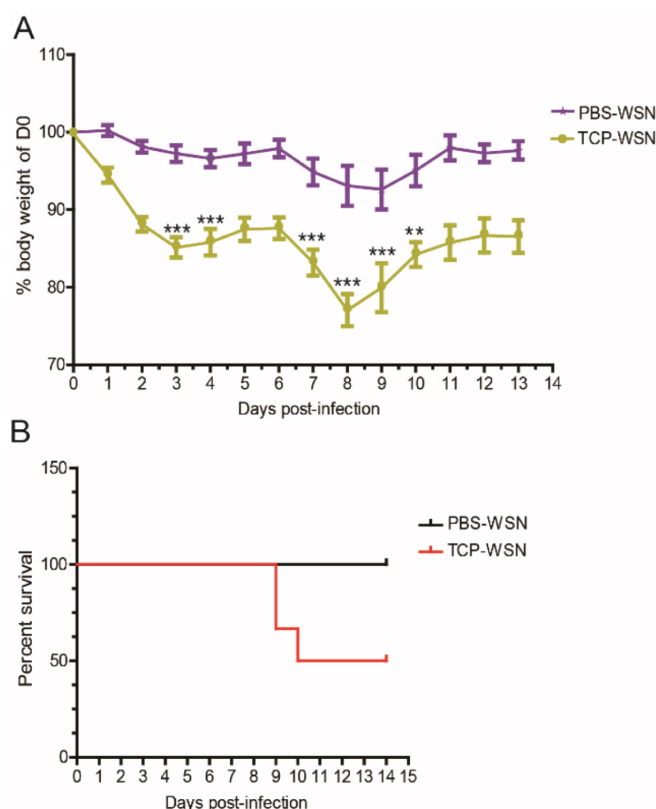 A
110
100
90
80
70
% body weight of D0
PBS-WSN
TCP-WSN
*** *** *** *** *** **
0 1 2 3 4 5 6 7 8 9 10 11 12 13 14
Days post-infection
B
150
100
50
0
Percent survival
PBS-WSN
TCP-WSN
0 1 2 3 4 5 6 7 8 9 10 11 12 13 14 15
Days post-infection